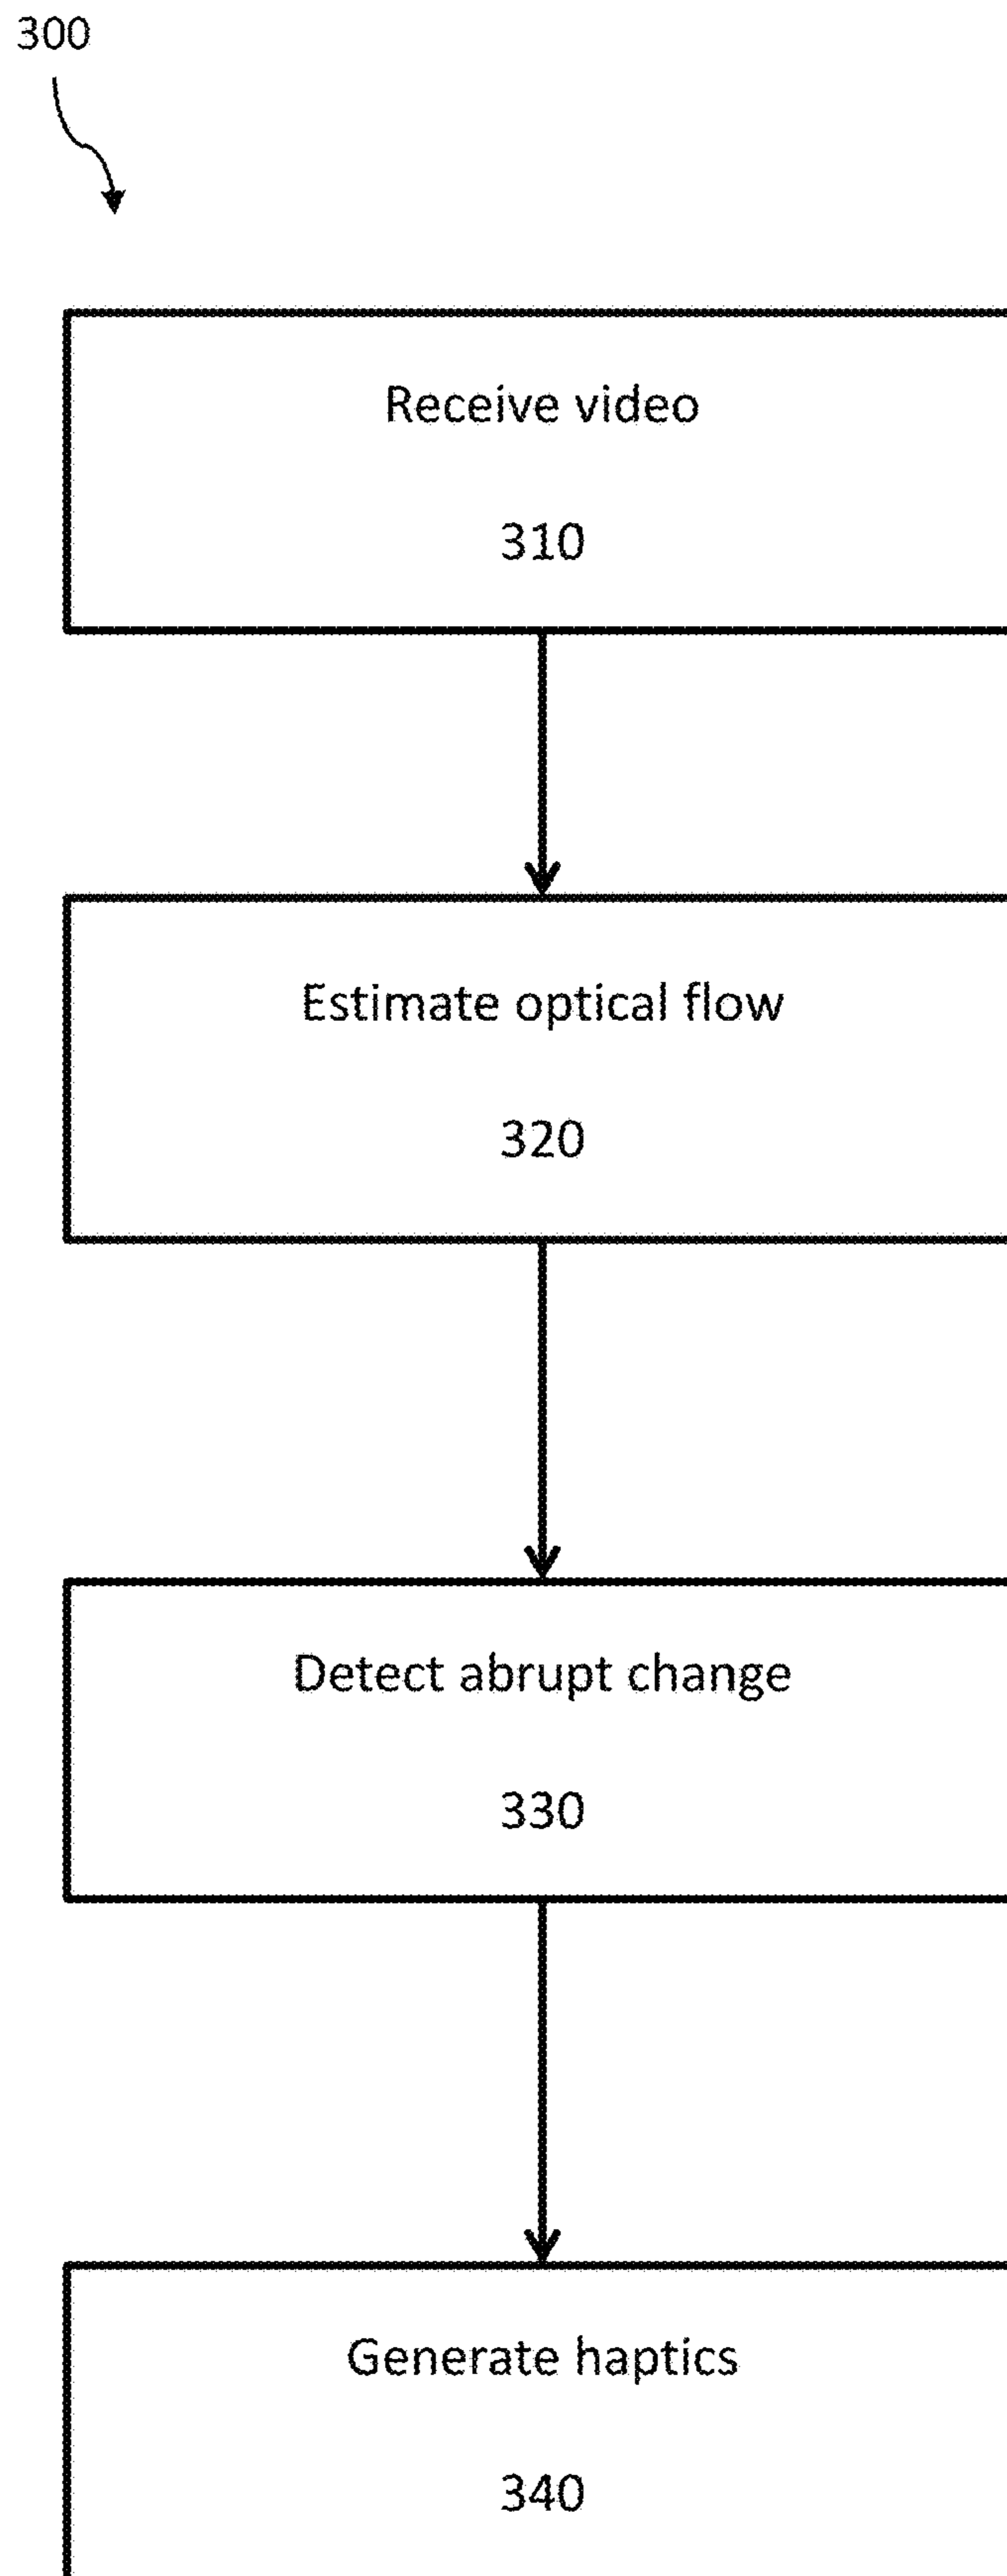 300
Receive video
310
Estimate optical flow
320
Detect abrupt change
330
Generate haptics
340